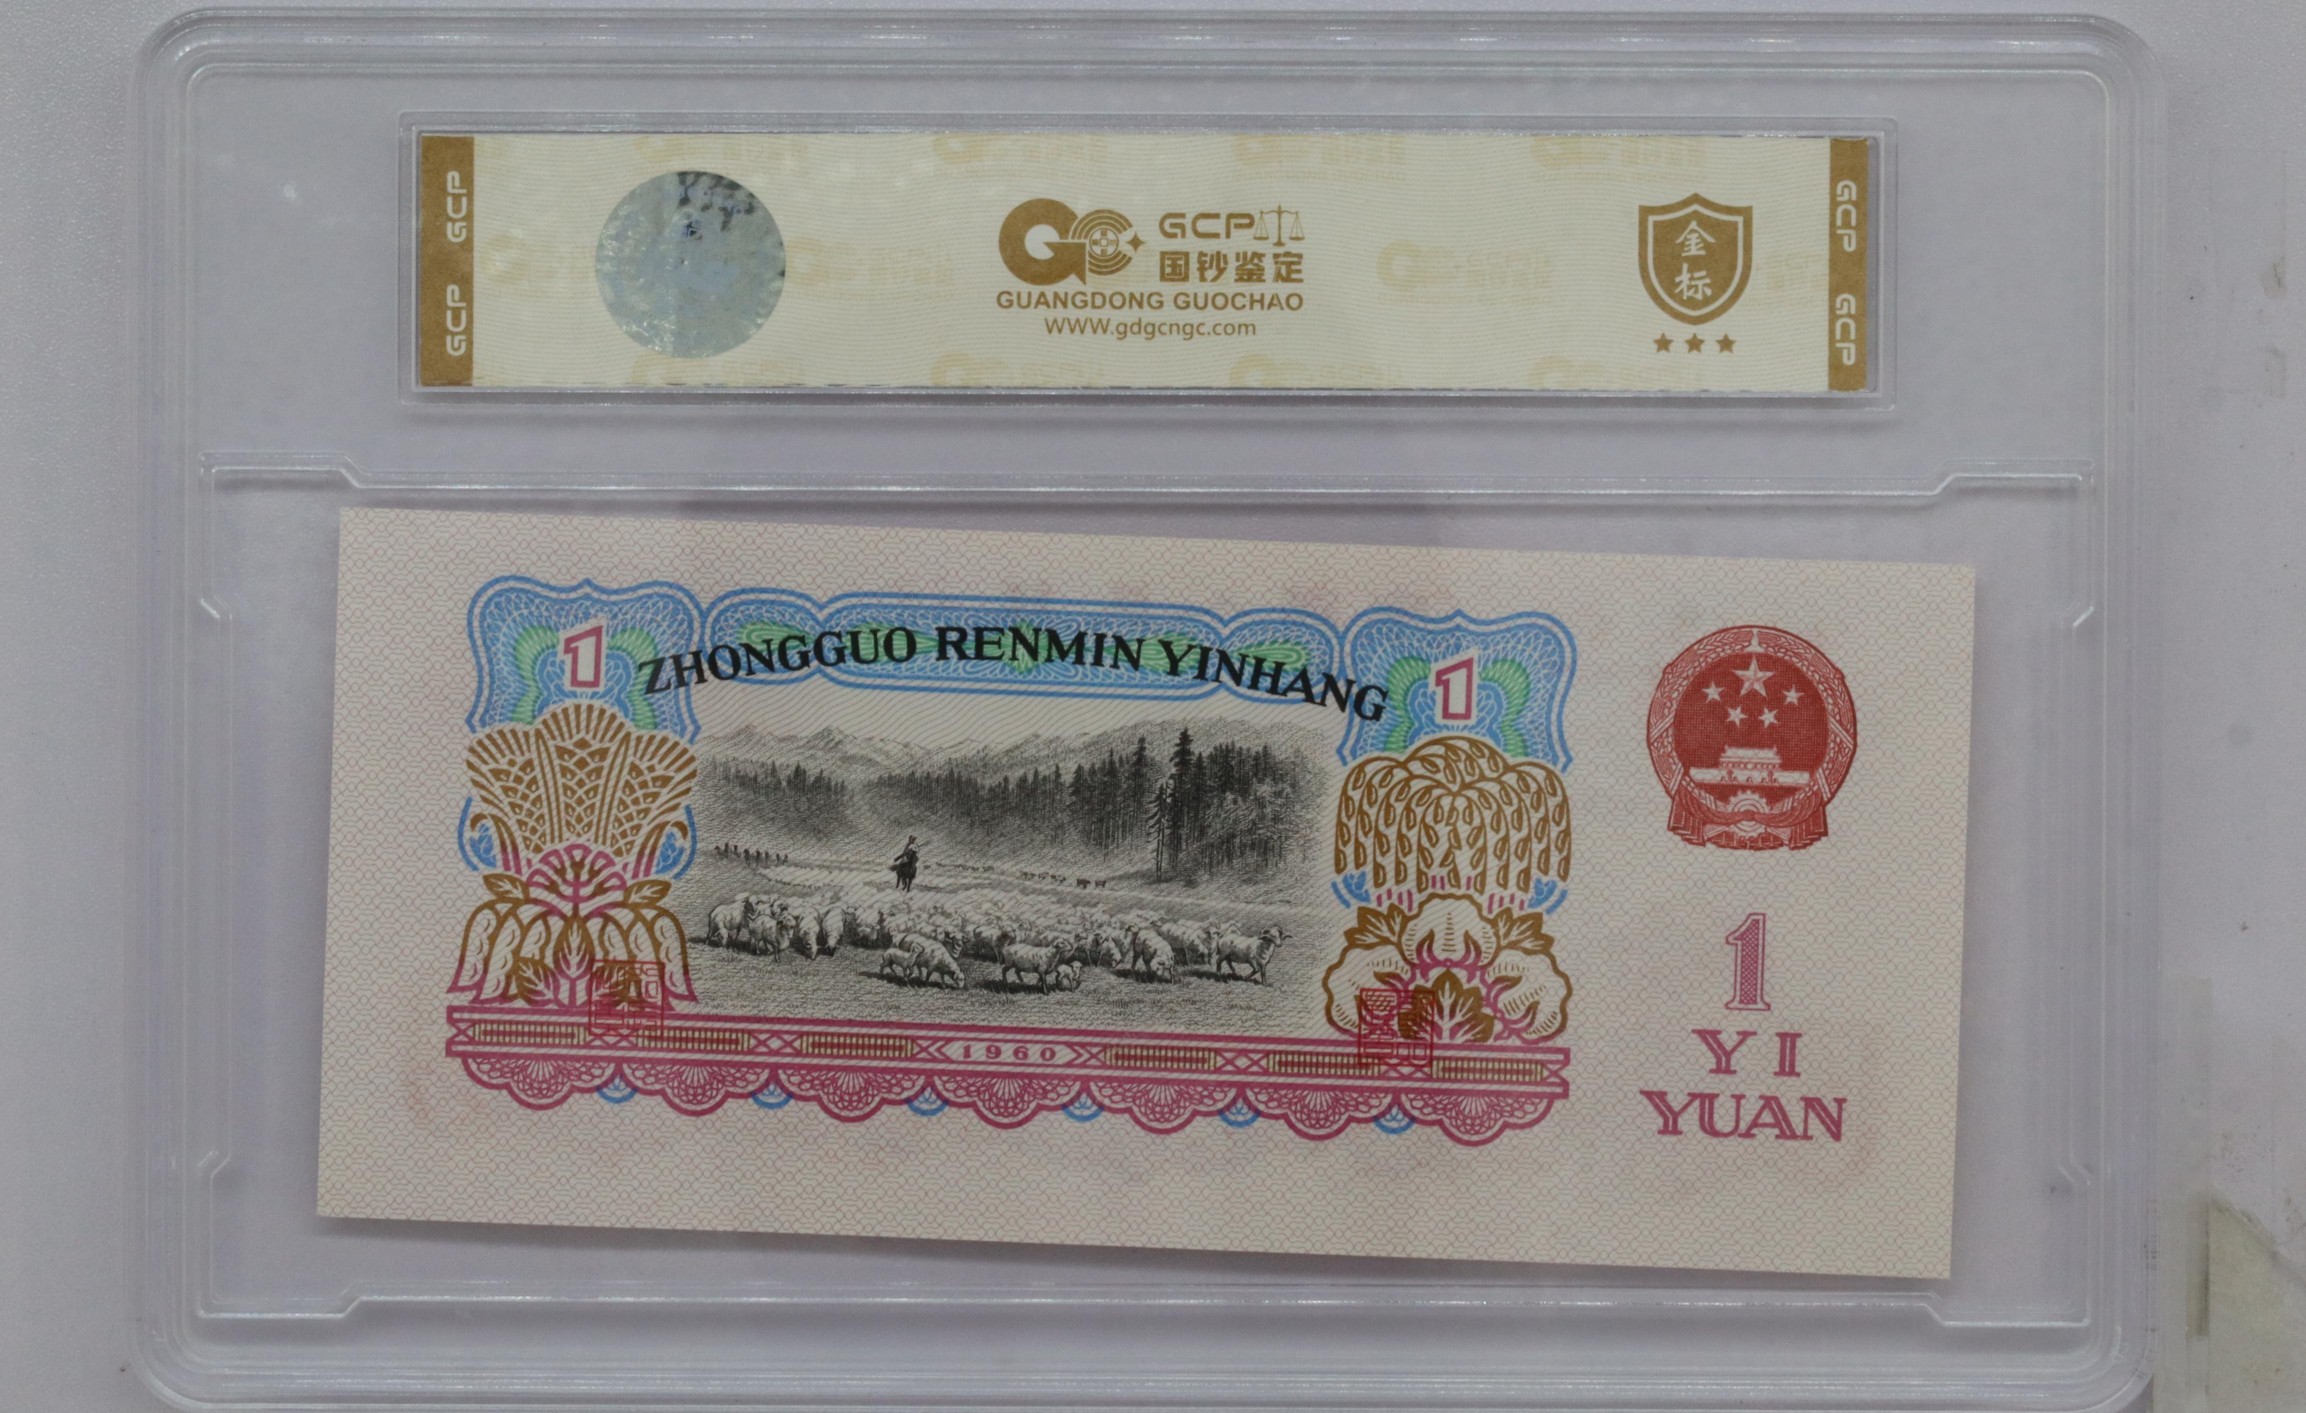 GCP GCP
GCP
国钞鉴定
GUANGDONG GUOCHAO
WWW.gdgcngc.com
金
标
GCP GCP
1
ZHONGGUO RENMIN YINHANG
1
1960
1
YI
YUAN